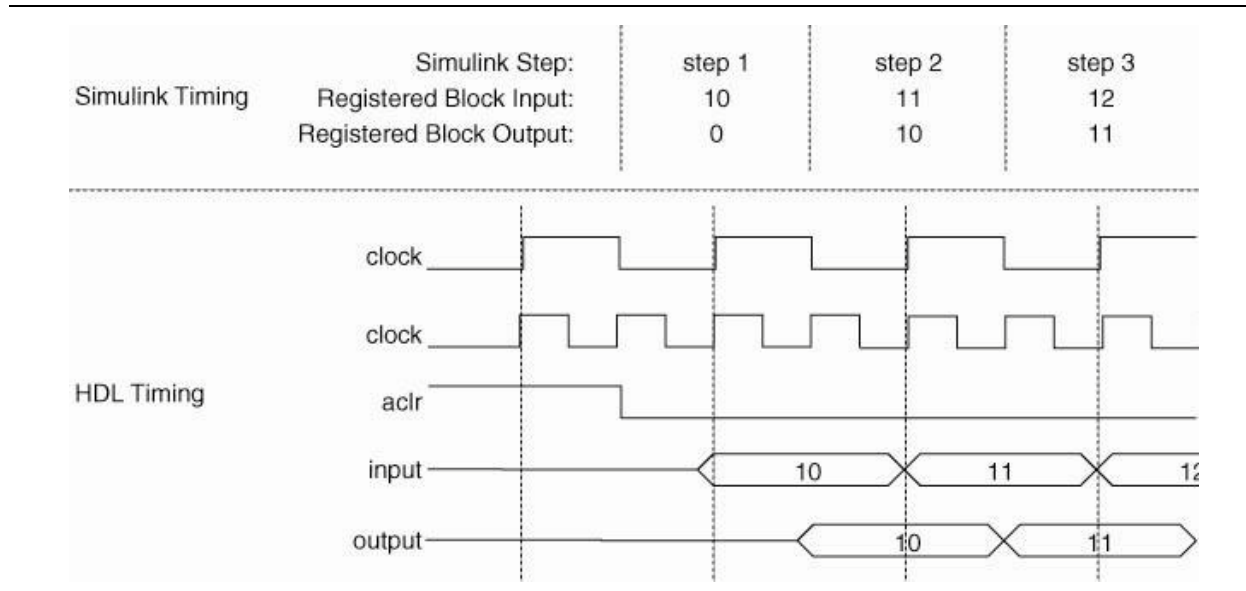 Simulink Step: step 1 step 2 step 3
Simulink Timing Registered Block Input: 10 11 12
Registered Block Output: 0 10 11
clock
clock
HDL Timing
aclr
input 10 11 12
output 10 11